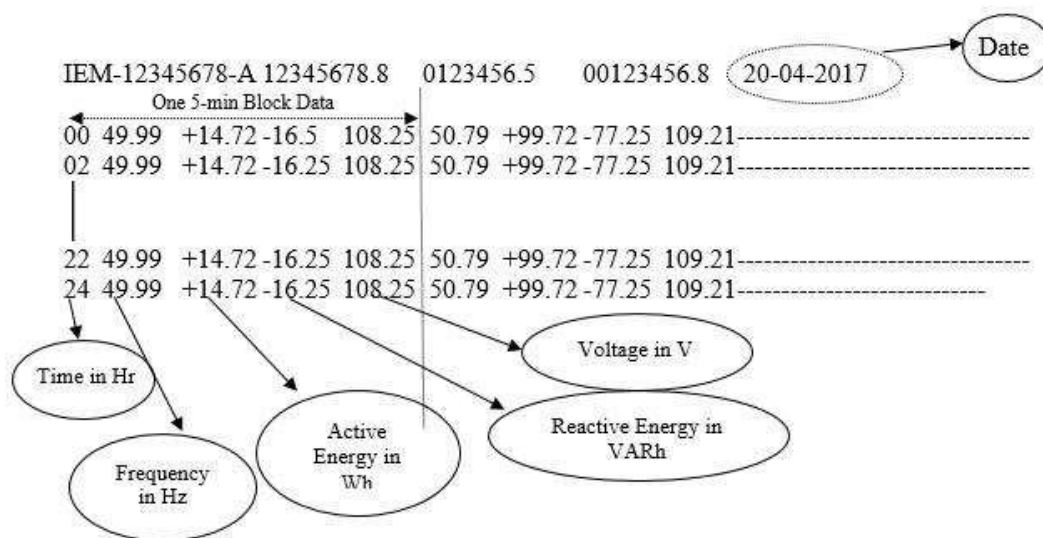 Date
IEM-12345678-A 12345678.8 0123456.5 00123456.8 20-04-2017
One 5-min Block Data
00 49.99 +14.72 -16.5 108.25 50.79 +99.72 -77.25 109.21------------------------------
02 49.99 +14.72 -16.25 108.25 50.79 +99.72 -77.25 109.21------------------------------
22 49.99 +14.72 -16.25 108.25 50.79 +99.72 -77.25 109.21------------------------------
24 49.99 +14.72 -16.25 108.25 50.79 +99.72 -77.25 109.21-------------------------
Voltage in V
Time in Hr
Active
Energy in
Wh
Reactive Energy in
VARh
Frequency
in Hz